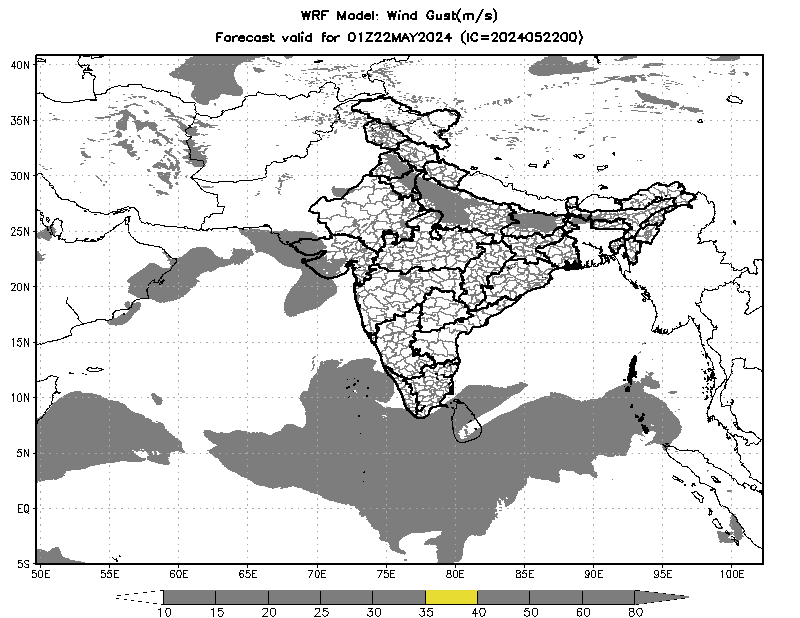 WRF Model: Wind Gust(m/s)
Forecast valid for 01Z22MAY2024 (IC=2024052200)
40N
35N
30N
25N
20N
15N
10N
5N
EQ
5S
50E 55E 60E 65E 70E 75E 80E 85E 90E 95E 100E
10 15 20 25 30 35 40 50 60 80